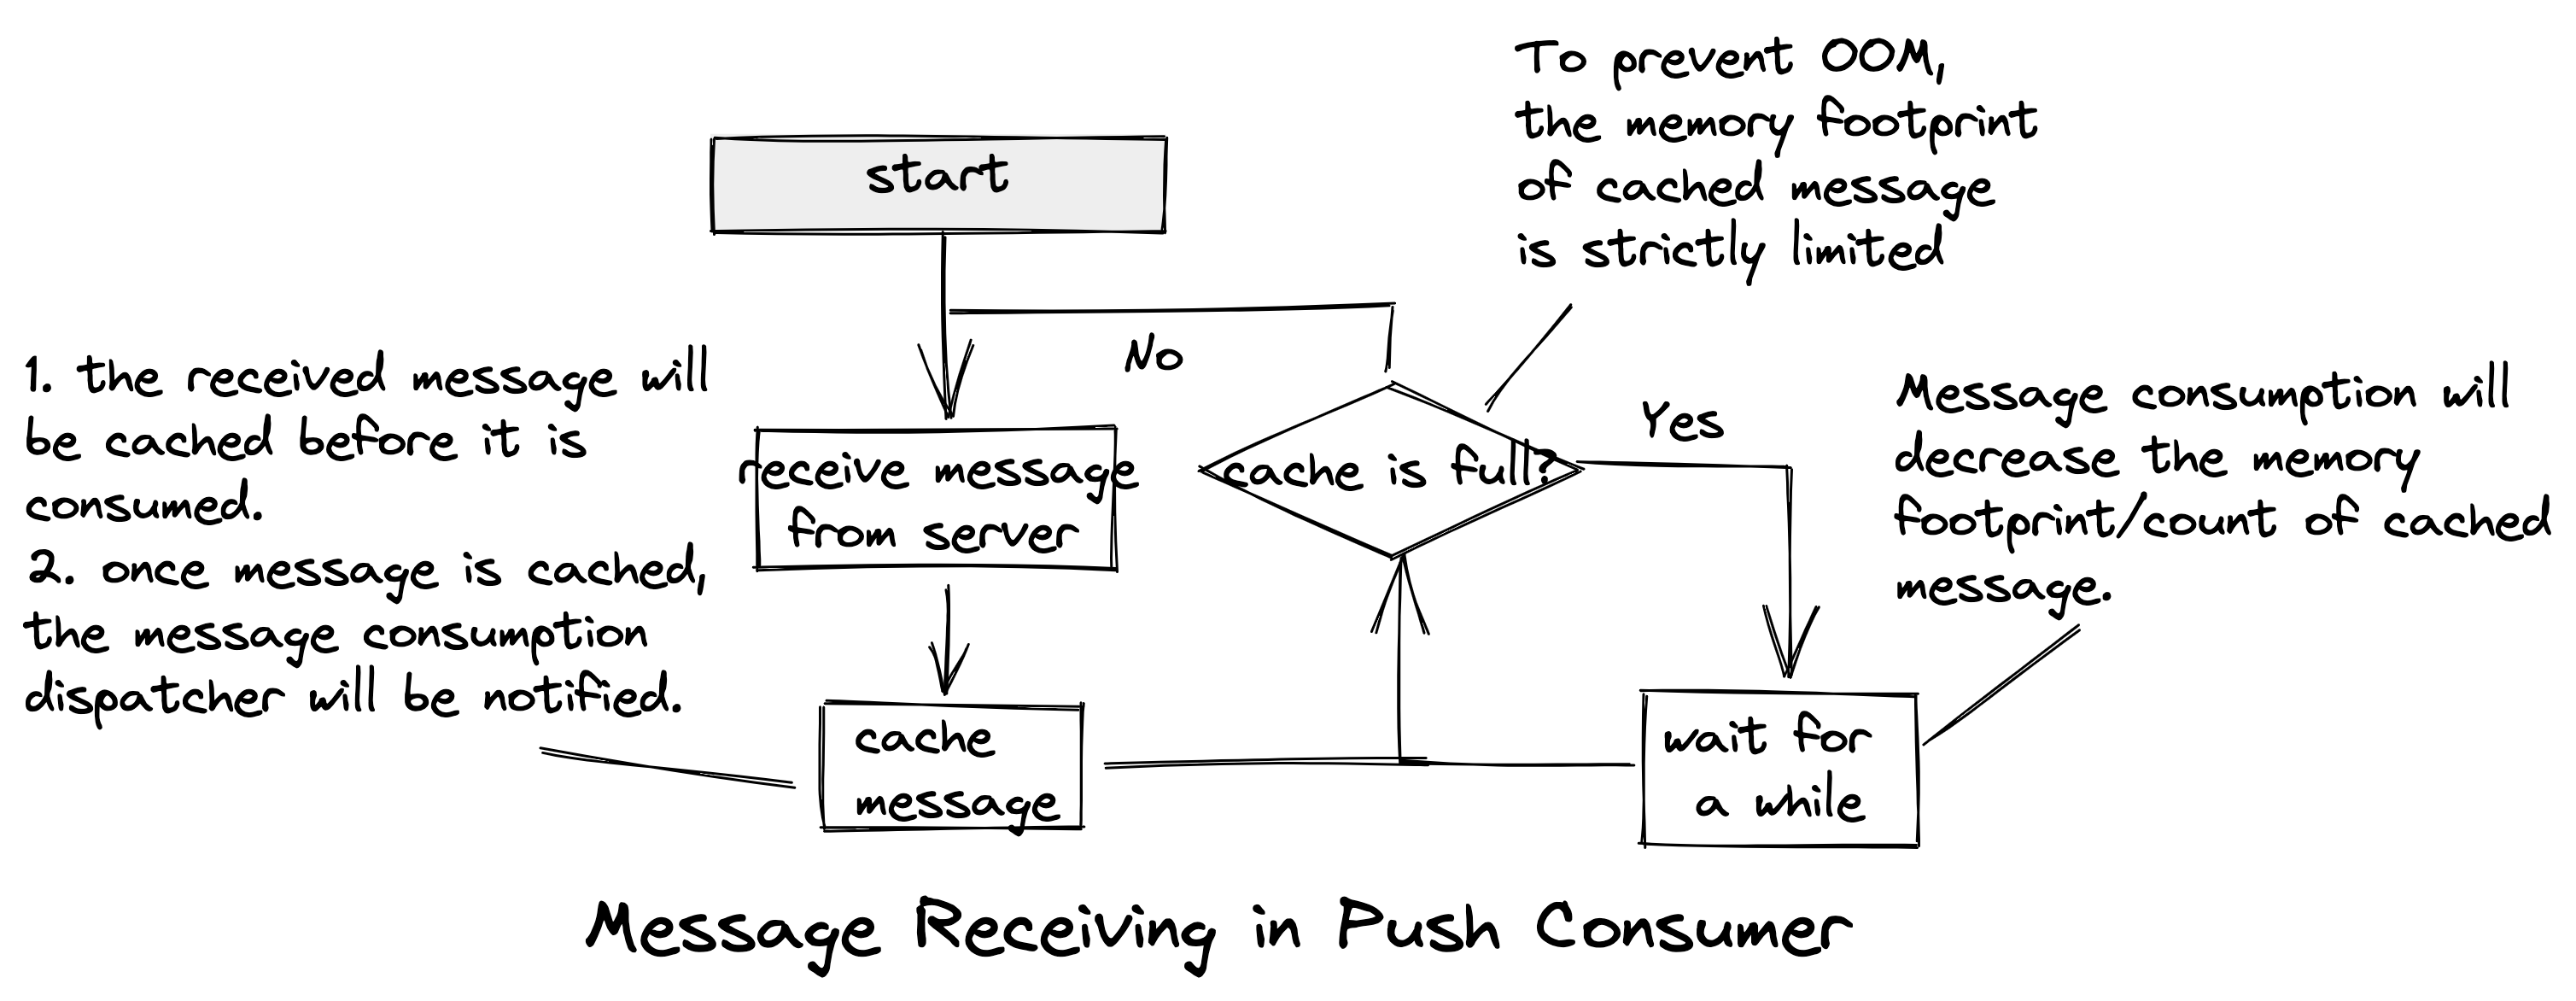 To prevent OOM,
the memory footprint
of cached message
is strictly limited
start
No
1. the received message will
be cached before it is
consumed.
2. once message is cached,
the message consumption
dispatcher will be notified.
receive message
from server
cache is full?
Yes
Message consumption will
decrease the memory
footprint/count of cached
message.
cache
message
wait for
a while
Message Receiving in Push Consumer